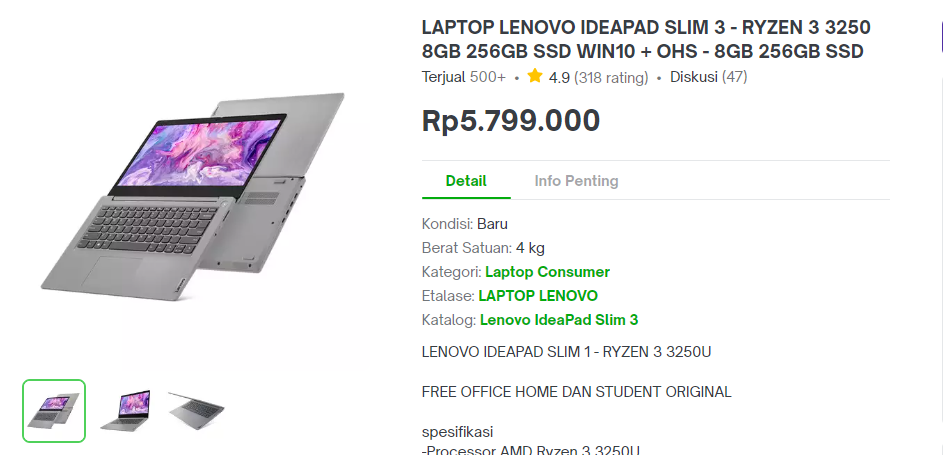 LAPTOP LENOVO IDEAPAD SLIM 3 - RYZEN 3 3250
8GB 256GB SSD WIN10 + OHS - 8GB 256GB SSD
Terjual 500+ • 4.9 (318 rating) • Diskusi (47)
Rp5.799.000
Detail
Info Penting
Kondisi: Baru
Berat Satuan: 4 kg
Kategori: Laptop Consumer
Etalase: LAPTOP LENOVO
Katalog: Lenovo IdeaPad Slim 3
LENOVO IDEAPAD SLIM 1 - RYZEN 3 3250U
FREE OFFICE HOME DAN STUDENT ORIGINAL
spesifikasi
-Processor AMD Ryzen 3 3250U